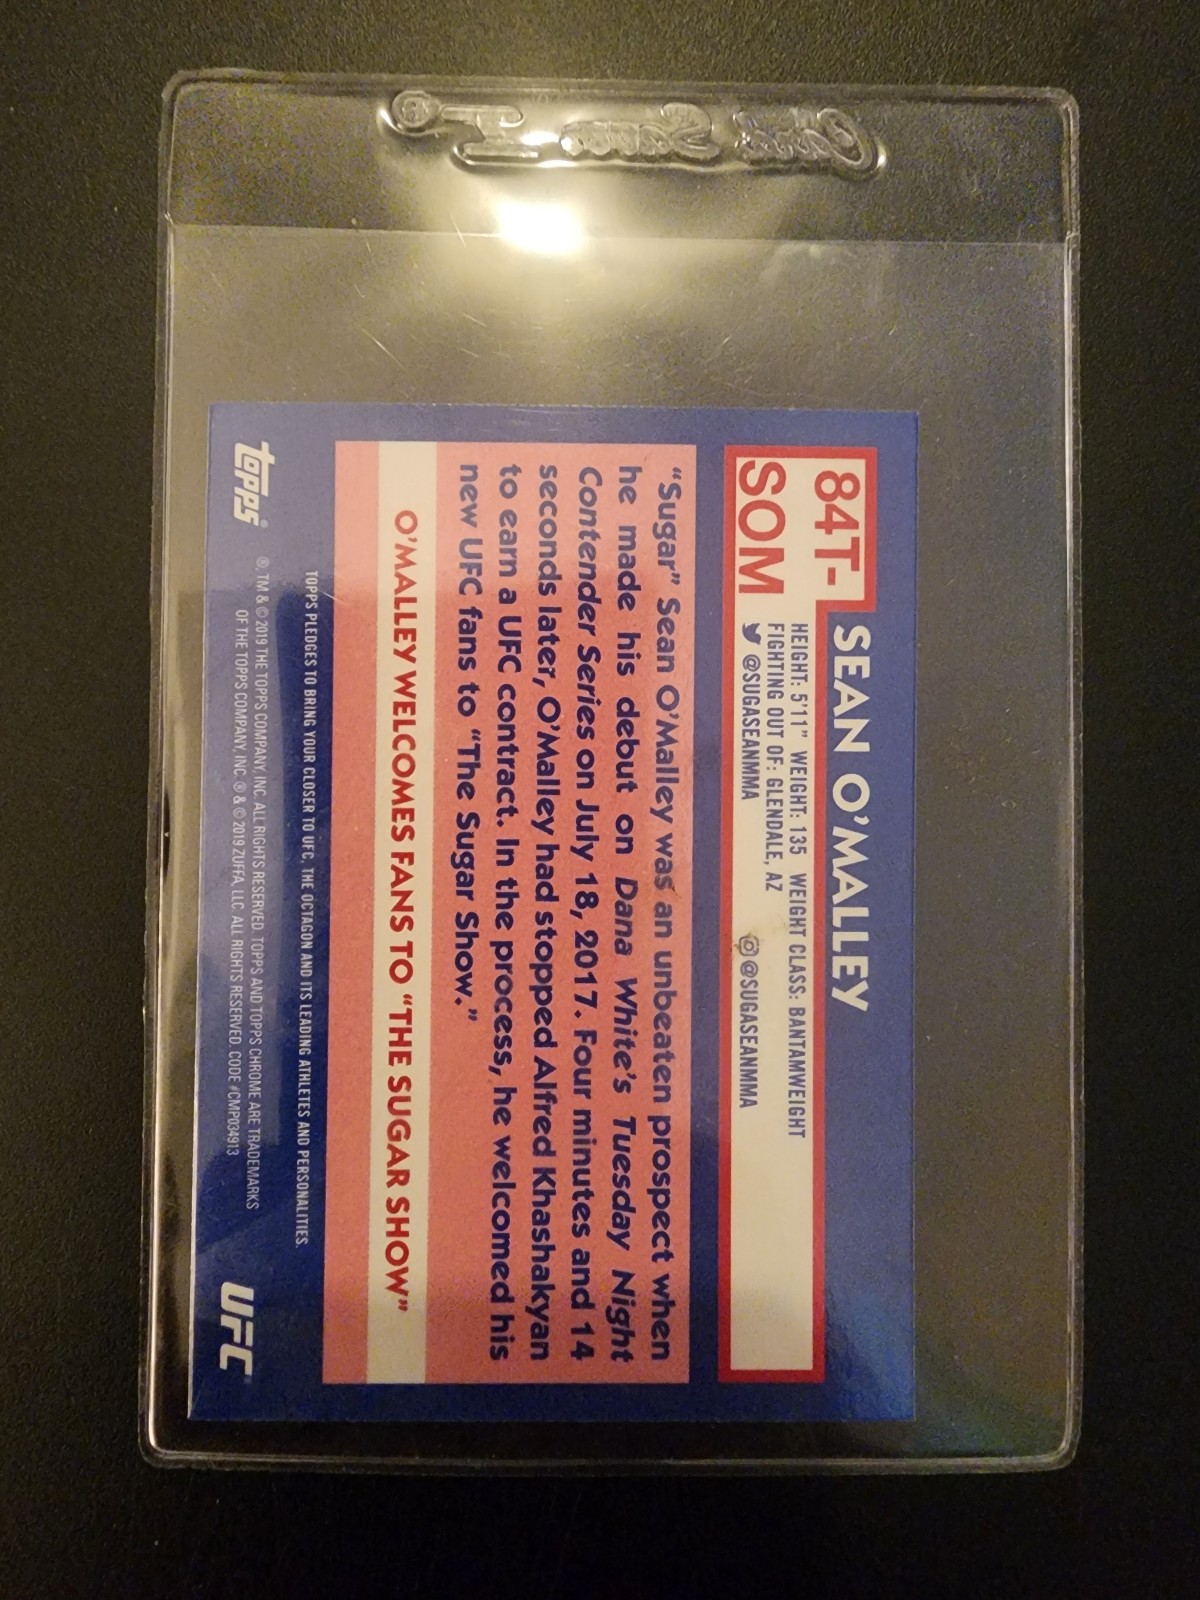 84T-
SOM
SEAN O'MALLEY
HEIGHT: 5'11" WEIGHT: 135 WEIGHT CLASS: BANTAMWEIGHT
FIGHTING OUT OF: GLENDALE, AZ
@SUGASEANMMA @SUGASEANMMA
"Sugar" Sean O'Malley was an unbeaten prospect when
he made his debut on Dana White's Tuesday Night
Contender Series on July 18, 2017. Four minutes and 14
seconds later, O'Malley had stopped Alfred Khashakyan
to earn a UFC contract. In the process, he welcomed his
new UFC fans to "The Sugar Show."
O'MALLEY WELCOMES FANS TO "THE SUGAR SHOW"
TOPPS PLEDGES TO BRING YOUR CLOSER TO UFC, THE OCTAGON AND ITS LEADING ATHLETES AND PERSONALITIES.
topps®
®, TM & © 2019 THE TOPPS COMPANY, INC. ALL RIGHTS RESERVED. TOPPS AND TOPPS CHROME ARE TRADEMARKS
OF THE TOPPS COMPANY, INC. ® & © 2019 ZUFFA, LLC. ALL RIGHTS RESERVED. CODE #CMP034913
UFC
Card Saver